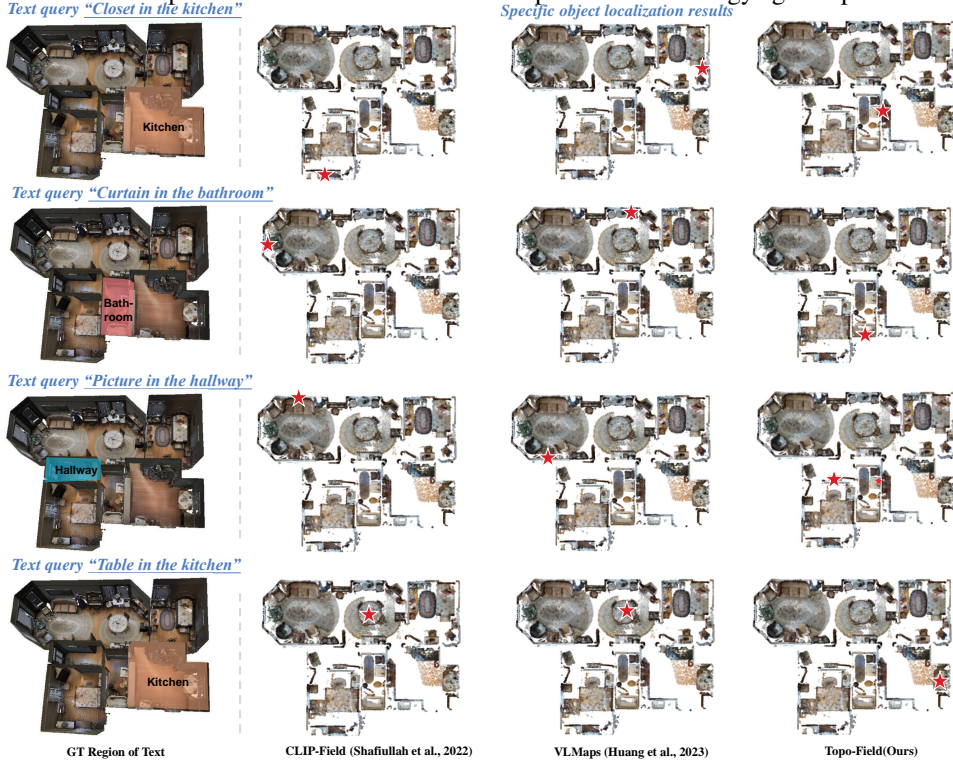 Text query "Closet in the kitchen"
Specific object localization results
Kitchen
Text query "Curtain in the bathroom"
Bath-
room
Text query "Picture in the hallway"
Hallway
Text query "Table in the kitchen"
Kitchen
GT Region of Text
CLIP-Field (Shafiullah et al., 2022)
VLMaps (Huang et al., 2023)
Topo-Field(Ours)